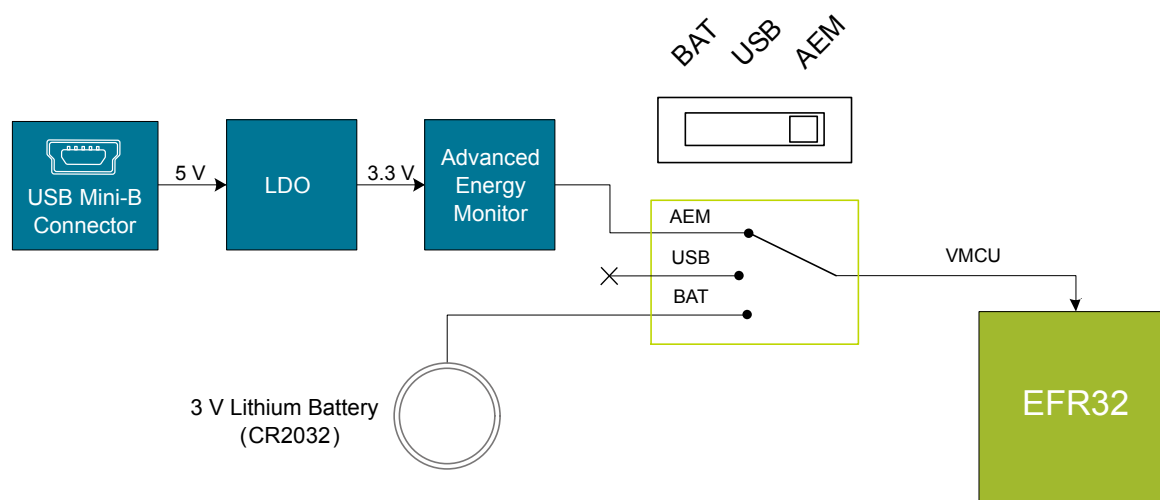 BAT
USB
AEM
USB Mini-B
Connector
5 V
LDO
3.3 V
Advanced
Energy
Monitor
AEM
USB
BAT
VMCU
3 V Lithium Battery
(CR2032)
EFR32